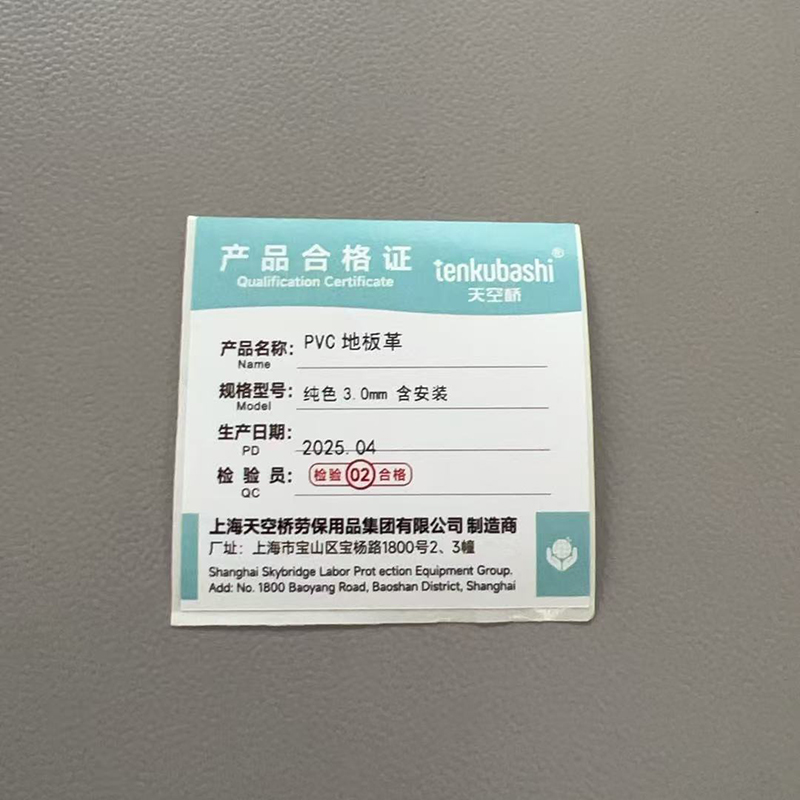 产品合格证
Qualification Certificate
tenkubashi®
天空桥
产品名称: PVC 地板革
Name
规格型号: 纯色 3.0mm 含安装
Model
生产日期: 2025.04
PD
检验员: 检验 02 合格
QC
上海天空桥劳保用品集团有限公司 制造商
厂址: 上海市宝山区宝杨路1800号2、3幢
Shanghai Skybridge Labor Prot ection Equipment Group.
Add: No. 1800 Baoyang Road, Baoshan District, Shanghai